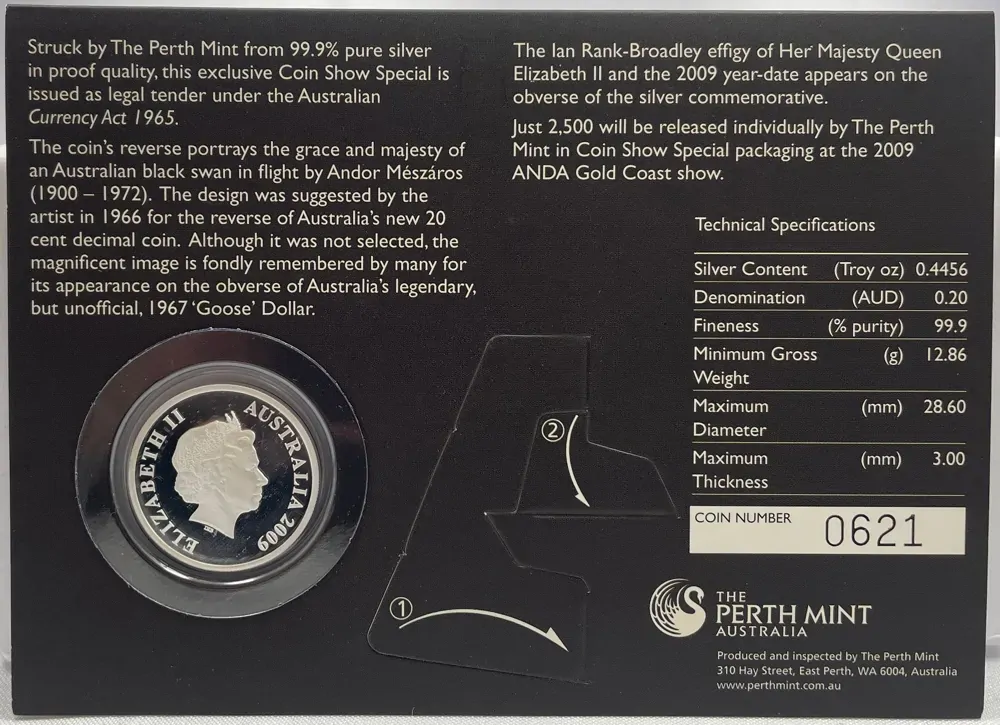 Struck by The Perth Mint from 99.9% pure silver
in proof quality, this exclusive Coin Show Special is
issued as legal tender under the Australian
Currency Act 1965.
The coin's reverse portrays the grace and majesty of
an Australian black swan in flight by Andor Mészáros
(1900 – 1972). The design was suggested by the
artist in 1966 for the reverse of Australia's new 20
cent decimal coin. Although it was not selected, the
magnificent image is fondly remembered by many for
its appearance on the obverse of Australia's legendary,
but unofficial, 1967 'Goose' Dollar.
The Ian Rank-Broadley effigy of Her Majesty Queen
Elizabeth II and the 2009 year-date appears on the
obverse of the silver commemorative.
Just 2,500 will be released individually by The Perth
Mint in Coin Show Special packaging at the 2009
ANDA Gold Coast show.
Technical Specifications
Silver Content (Troy oz) 0.4456
Denomination (AUD) 0.20
Fineness (% purity) 99.9
Minimum Gross (g) 12.86
Weight
Maximum (mm) 28.60
Diameter
Maximum (mm) 3.00
Thickness
COIN NUMBER 0621
ELIZABETH II AUSTRALIA 2009
②
①
THE
PERTH MINT
AUSTRALIA
Produced and inspected by The Perth Mint
310 Hay Street, East Perth, WA 6004, Australia
www.perthmint.com.au